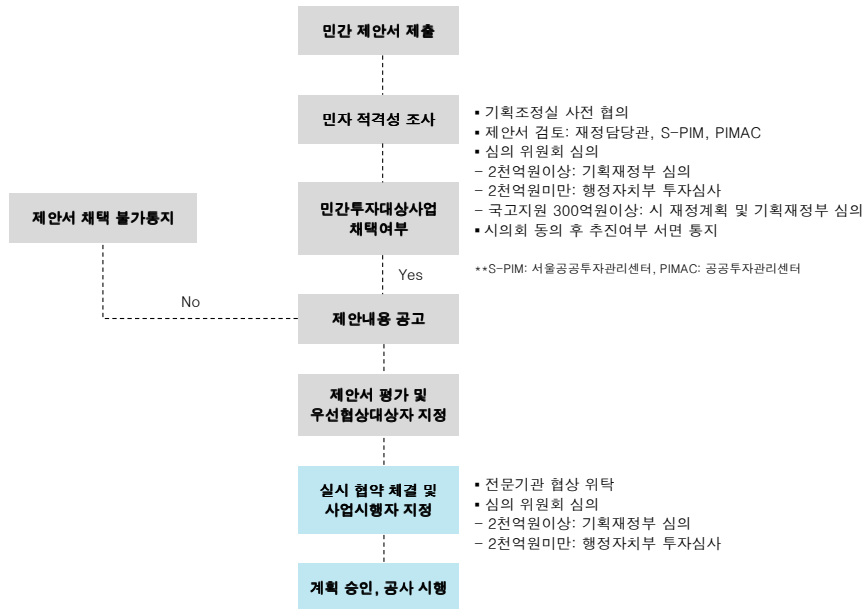 민간 제안서 제출
민자 적격성 조사
▪ 기획조정실 사전 협의
▪ 제안서 검토: 재정담당관, S-PIM, PIMAC
▪ 심의 위원회 심의
- 2천억원이상: 기획재정부 심의
- 2천억원미만: 행정자치부 투자심사
- 국고지원 300억원이상: 시 재정계획 및 기획재정부 심의
▪ 시의회 동의 후 추진여부 서면 통지
**S-PIM: 서울공공투자관리센터, PIMAC: 공공투자관리센터
민간투자대상사업
채택여부
제안서 채택 불가통지
Yes
No
제안내용 공고
제안서 평가 및
우선협상대상자 지정
실시 협약 체결 및
사업시행자 지정
▪ 전문기관 협상 위탁
▪ 심의 위원회 심의
- 2천억원이상: 기획재정부 심의
- 2천억원미만: 행정자치부 투자심사
계획 승인, 공사 시행